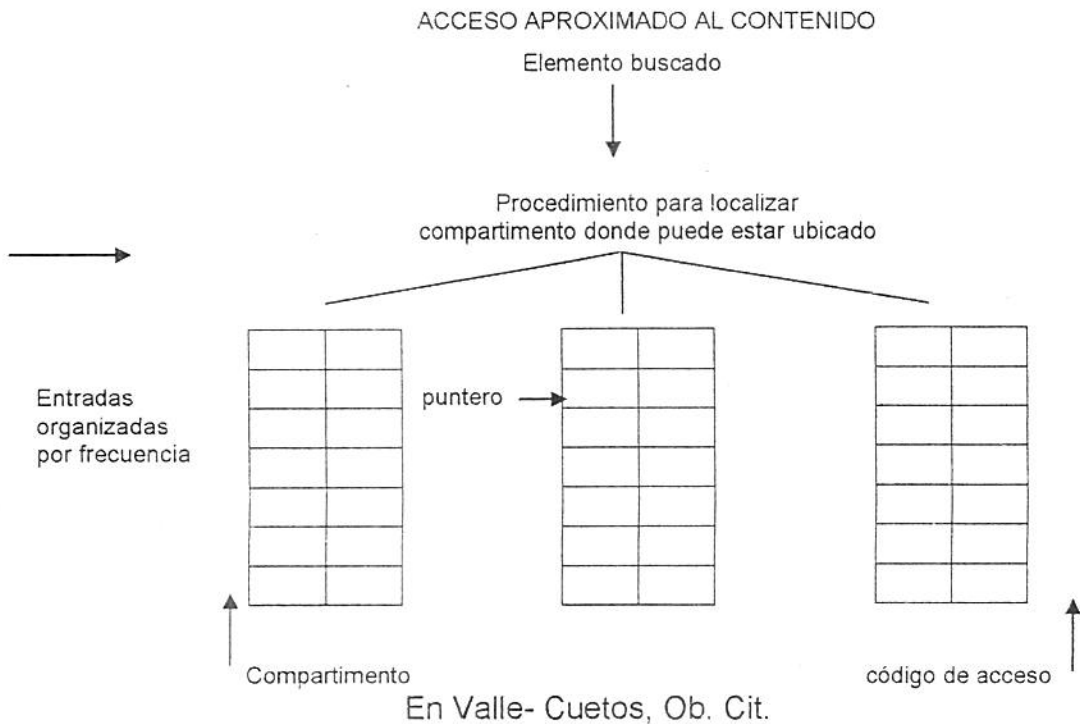 ACCESO APROXIMADO AL CONTENIDO
Elemento buscado
Procedimiento para localizar
compartimento donde puede estar ubicado
Entradas
organizadas
por frecuencia
puntero
Compartimento
código de acceso
En Valle- Cuetos, Ob. Cit.